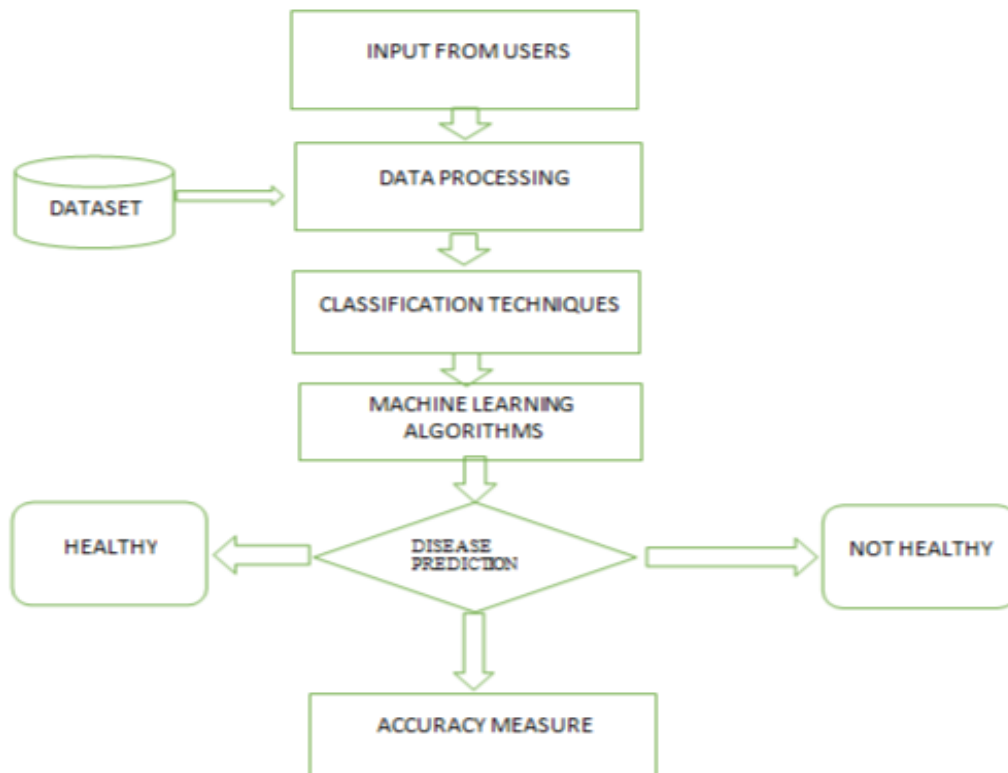 INPUT FROM USERS
DATA PROCESSING
DATASET
CLASSIFICATION TECHNIQUES
MACHINE LEARNING
ALGORITHMS
HEALTHY
DISEASE
PREDICTION
NOT HEALTHY
ACCURACY MEASURE